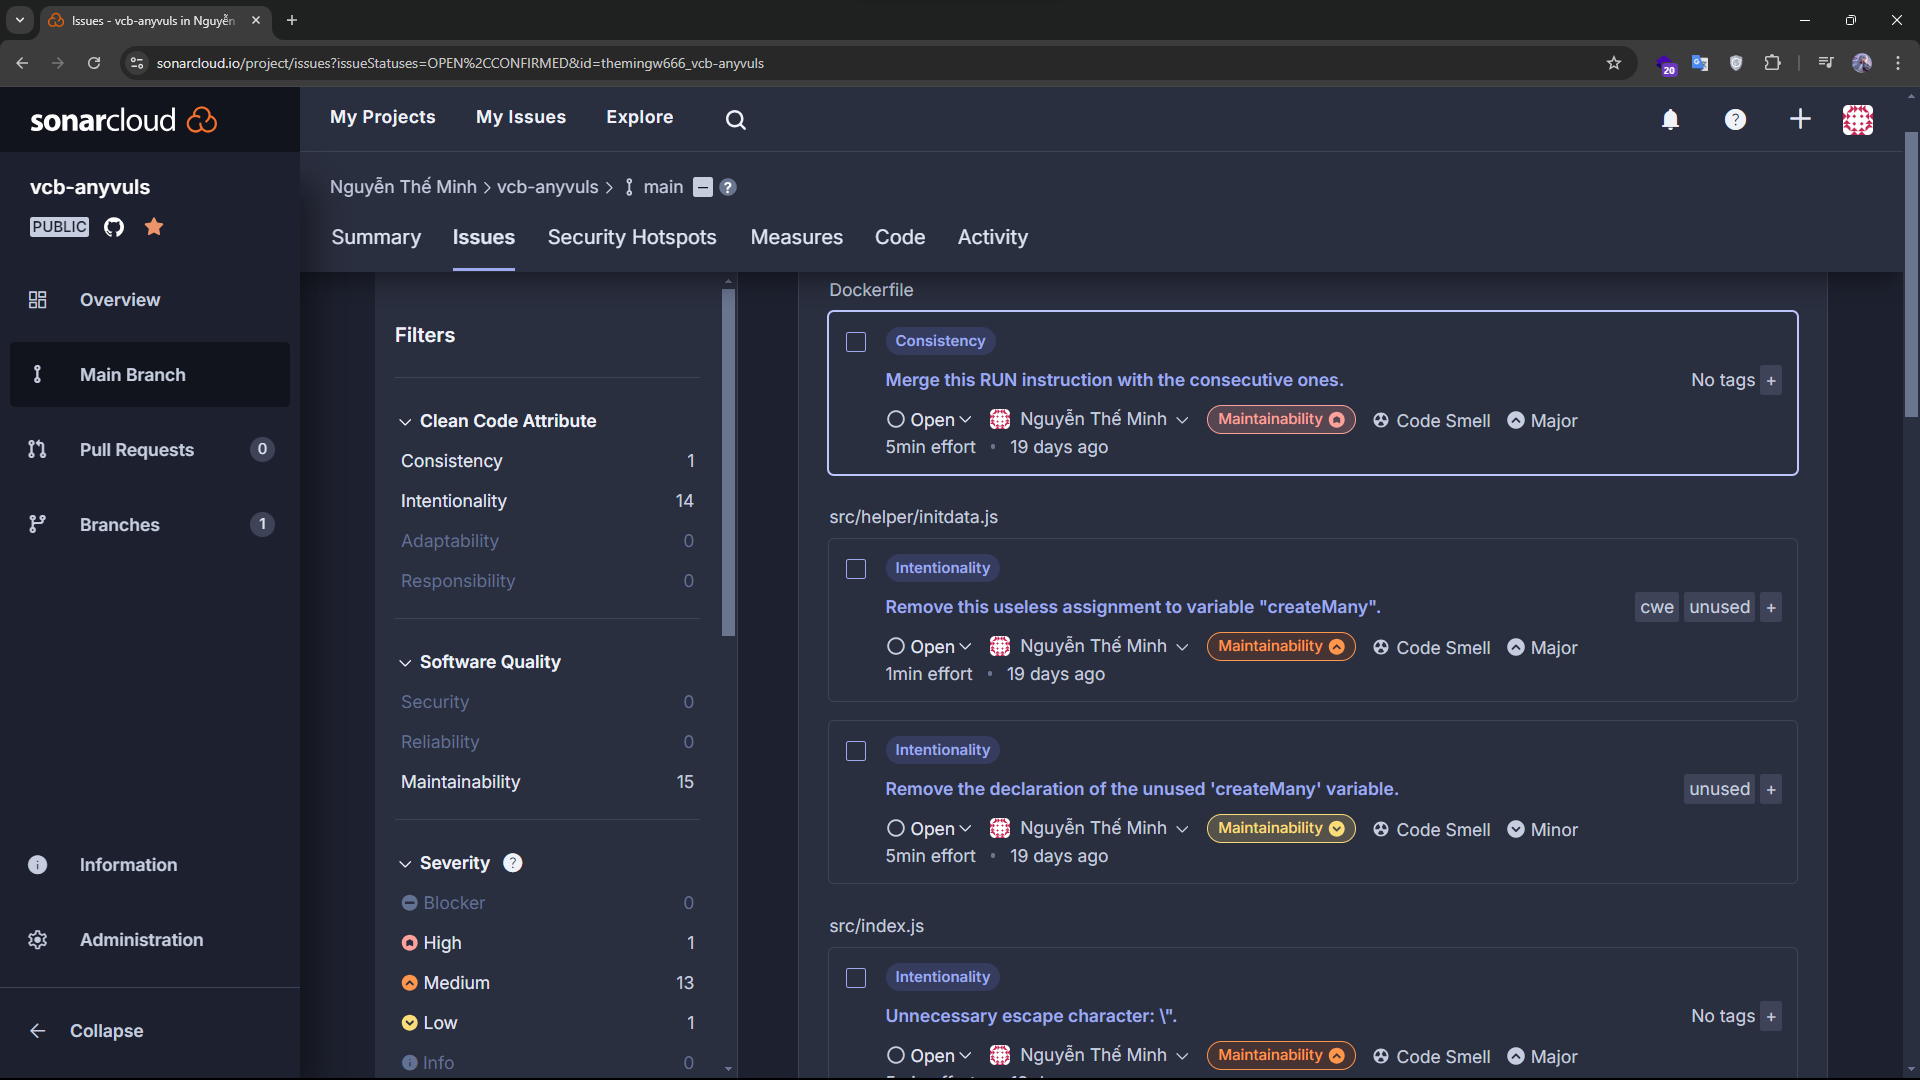 Issues - vcb-anyvuls in Nguyễn
sonarcloud.io/project/issues?issueStatuses=OPEN%2CCONFIRMED&id=themingw666_vcb-anyvuls
20
sonarcloud
My Projects
My Issues
Explore
?
vcb-anyvuls
PUBLIC
Overview
Main Branch
Pull Requests 0
Branches 1
Information
Administration
Collapse
Nguyễn Thế Minh > vcb-anyvuls > main ?
Summary
Issues
Security Hotspots
Measures
Code
Activity
Filters
Clean Code Attribute
Consistency 1
Intentionality 14
Adaptability 0
Responsibility 0
Software Quality
Security 0
Reliability 0
Maintainability 15
Severity ?
Blocker 0
High 1
Medium 13
Low 1
Info 0
Dockerfile
Consistency
Merge this RUN instruction with the consecutive ones.
No tags +
Open Nguyễn Thế Minh Maintainability Code Smell Major
5min effort • 19 days ago
src/helper/initdata.js
Intentionality
Remove this useless assignment to variable "createMany".
cwe unused +
Open Nguyễn Thế Minh Maintainability Code Smell Major
1min effort • 19 days ago
Intentionality
Remove the declaration of the unused 'createMany' variable.
unused +
Open Nguyễn Thế Minh Maintainability Code Smell Minor
5min effort • 19 days ago
src/index.js
Intentionality
Unnecessary escape character: \".
No tags +
Open Nguyễn Thế Minh Maintainability Code Smell Major